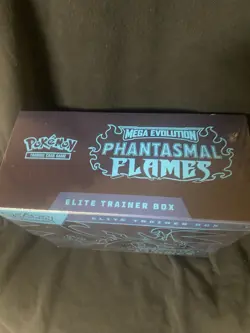 Pokémon
TRADING CARD GAME
MEGA EVOLUTION
PHANTASMAL
FLAMES
ELITE TRAINER BOX
ELITE TRAINER BOX